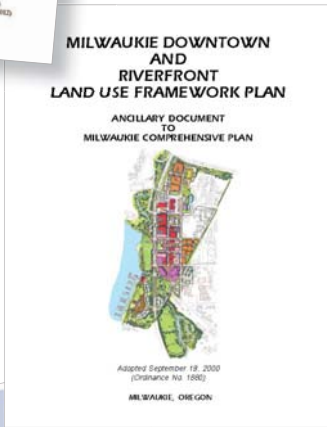 MILWAUKIE DOWNTOWN
AND
RIVERFRONT
LAND USE FRAMEWORK PLAN
ANCILLARY DOCUMENT
TO
MILWAUKIE COMPREHENSIVE PLAN
Adopted September 19, 2000
(Ordinance No. 1880)
MILWAUKIE, OREGON